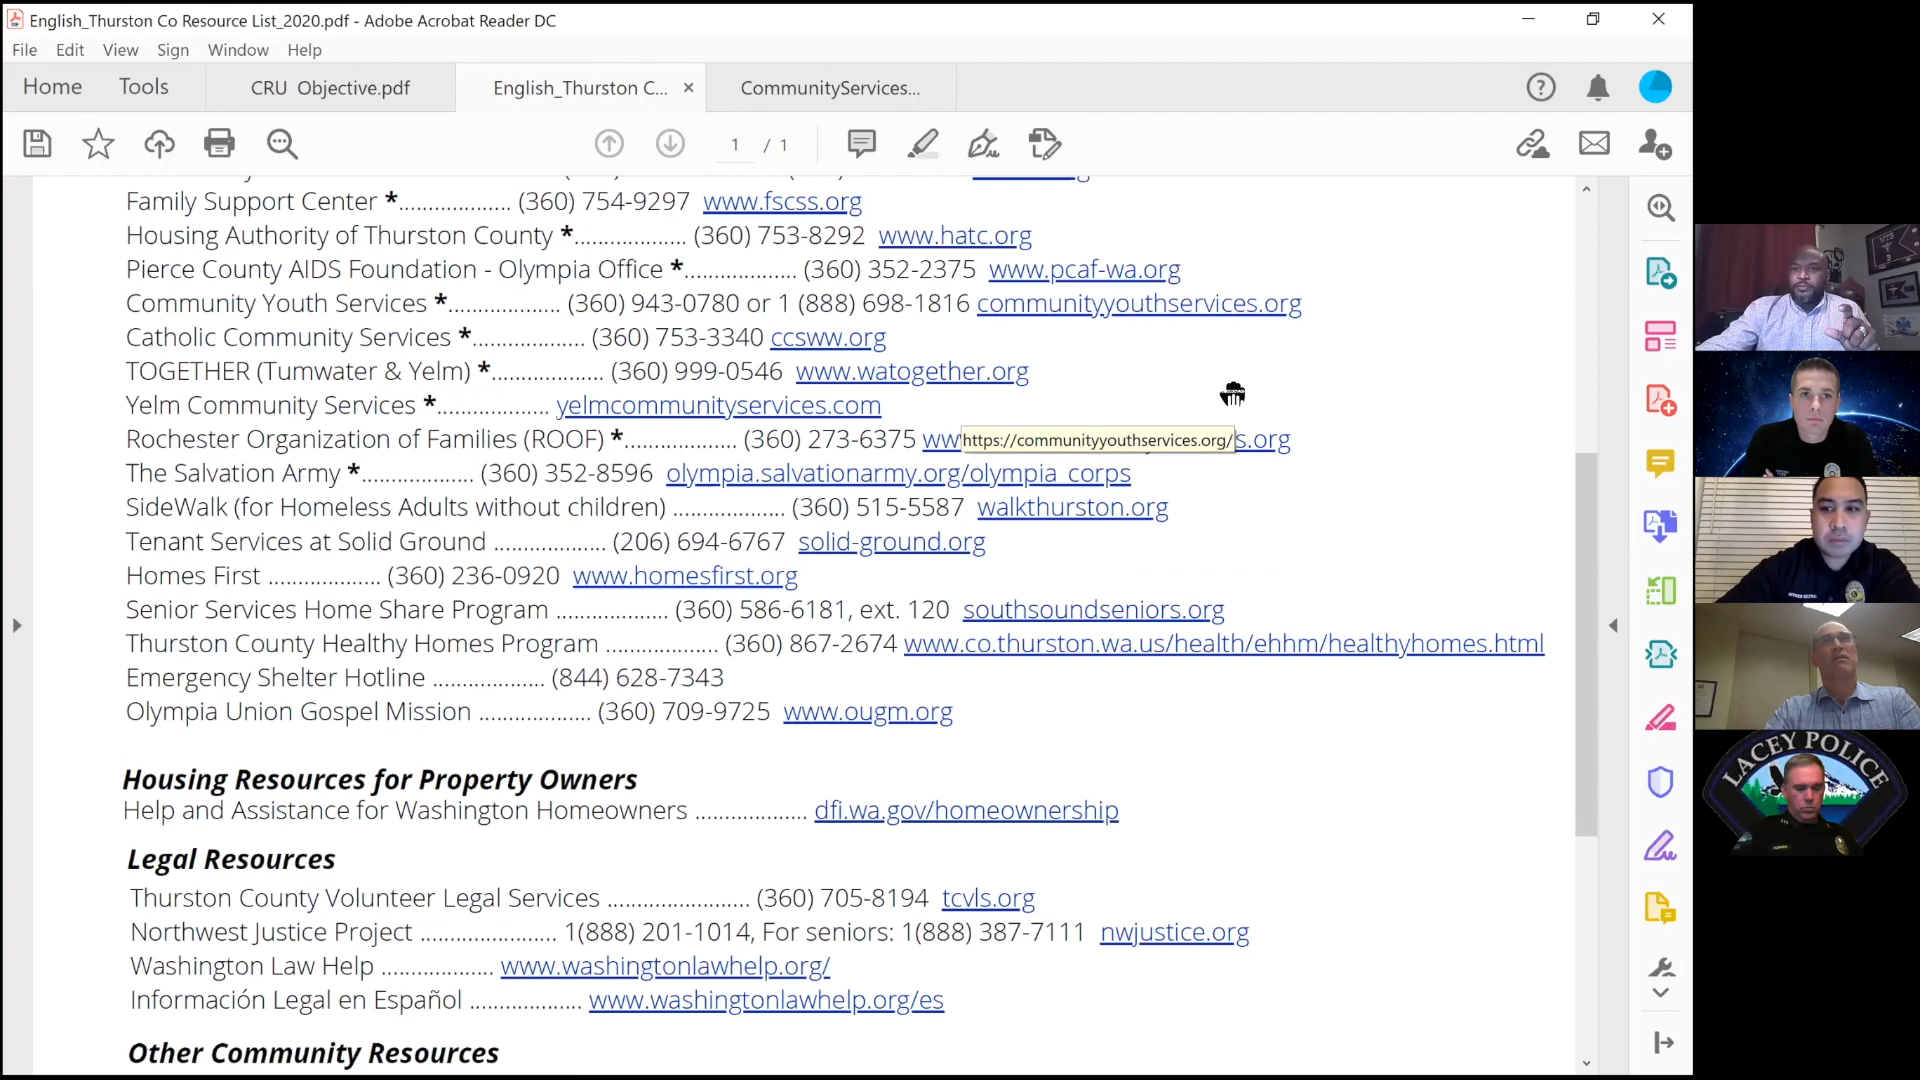 English_Thurston Co Resource List_2020.pdf - Adobe Acrobat Reader DC
File Edit View Sign Window Help
Home Tools CRU Objective.pdf English_Thurston C... × CommunityServices...
1 / 1
Family Support Center *................... (360) 754-9297 www.fscss.org
Housing Authority of Thurston County *................... (360) 753-8292 www.hatc.org
Pierce County AIDS Foundation - Olympia Office *................... (360) 352-2375 www.pcaf-wa.org
Community Youth Services *................... (360) 943-0780 or 1 (888) 698-1816 communityyouthservices.org
Catholic Community Services *................... (360) 753-3340 ccsww.org
TOGETHER (Tumwater & Yelm) *................... (360) 999-0546 www.watogether.org
Yelm Community Services *................... yelmcommunityservices.com
Rochester Organization of Families (ROOF) *................... (360) 273-6375 ww https://communityyouthservices.org/ s.org
The Salvation Army *................... (360) 352-8596 olympia.salvationarmy.org/olympia_corps
SideWalk (for Homeless Adults without children) ................... (360) 515-5587 walkthurston.org
Tenant Services at Solid Ground ................... (206) 694-6767 solid-ground.org
Homes First ................... (360) 236-0920 www.homesfirst.org
Senior Services Home Share Program ................... (360) 586-6181, ext. 120 southsoundseniors.org
Thurston County Healthy Homes Program ................... (360) 867-2674 www.co.thurston.wa.us/health/ehhm/healthyhomes.html
Emergency Shelter Hotline ................... (844) 628-7343
Olympia Union Gospel Mission ................... (360) 709-9725 www.ougm.org
Housing Resources for Property Owners
Help and Assistance for Washington Homeowners ................... dfi.wa.gov/homeownership
Legal Resources
Thurston County Volunteer Legal Services ........................ (360) 705-8194 tcvls.org
Northwest Justice Project ....................... 1(888) 201-1014, For seniors: 1(888) 387-7111 nwjustice.org
Washington Law Help ................... www.washingtonlawhelp.org/
Información Legal en Español ................... www.washingtonlawhelp.org/es
Other Community Resources
LACEY POLICE